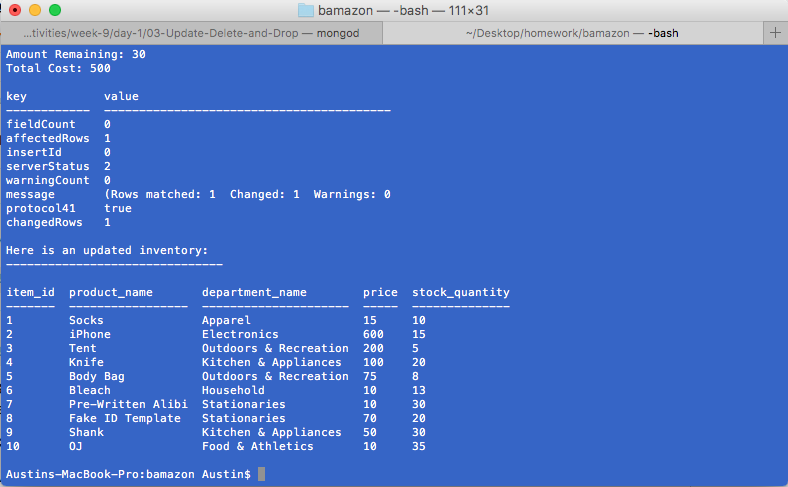 bamazon — -bash — 111×31
...tivities/week-9/day-1/03-Update-Delete-and-Drop — mongod
~/Desktop/homework/bamazon — -bash
Amount Remaining: 30
Total Cost: 500
key value
------------ -----------------------------------------
fieldCount 0
affectedRows 1
insertId 0
serverStatus 2
warningCount 0
message (Rows matched: 1 Changed: 1 Warnings: 0
protocol41 true
changedRows 1
Here is an updated inventory:
-------------------------------
item_id product_name department_name price stock_quantity
------- ----------------- --------------------- ----- --------------
1 Socks Apparel 15 10
2 iPhone Electronics 600 15
3 Tent Outdoors & Recreation 200 5
4 Knife Kitchen & Appliances 100 20
5 Body Bag Outdoors & Recreation 75 8
6 Bleach Household 10 13
7 Pre-Written Alibi Stationaries 10 30
8 Fake ID Template Stationaries 70 20
9 Shank Kitchen & Appliances 50 30
10 OJ Food & Athletics 10 35
Austins-MacBook-Pro:bamazon Austin$